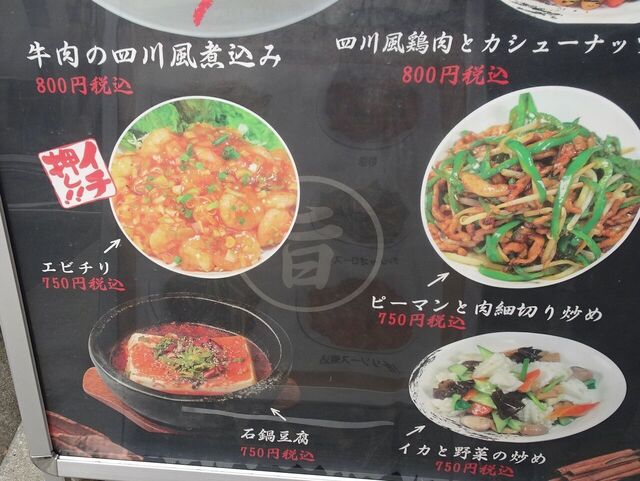 牛肉の四川風煮込み
800円税込
四川風鶏肉とカシューナッツ
800円税込
イチ
押し!!
旨
エビチリ
750円税込
ピーマンと肉細切り炒め
750円税込
石鍋豆腐
750円税込
イカと野菜の炒め
750円税込